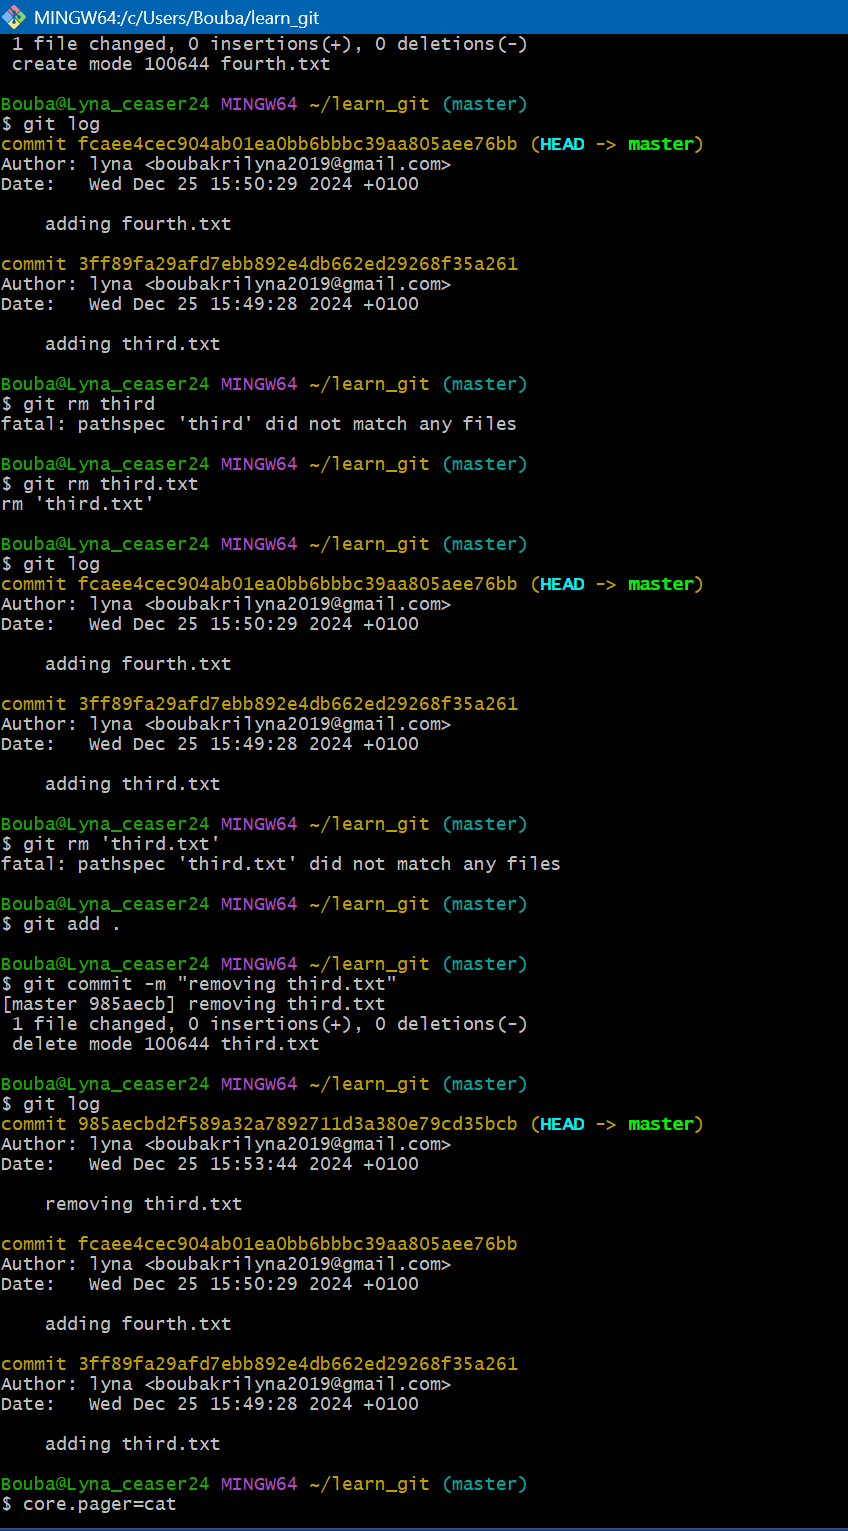 MINGW64:/c/Users/Bouba/learn_git
1 file changed, 0 insertions(+), 0 deletions(-)
create mode 100644 fourth.txt
Bouba@Lyna_ceaser24 MINGW64 ~/learn_git (master)
$ git log
commit fcaee4cec904ab01ea0bb6bbbc39aa805aee76bb (HEAD -> master)
Author: lyna <boubakrilyna2019@gmail.com>
Date:   Wed Dec 25 15:50:29 2024 +0100
adding fourth.txt
commit 3ff89fa29afd7ebb892e4db662ed29268f35a261
Author: lyna <boubakrilyna2019@gmail.com>
Date:   Wed Dec 25 15:49:28 2024 +0100
adding third.txt
Bouba@Lyna_ceaser24 MINGW64 ~/learn_git (master)
$ git rm third
fatal: pathspec 'third' did not match any files
Bouba@Lyna_ceaser24 MINGW64 ~/learn_git (master)
$ git rm third.txt
rm 'third.txt'
Bouba@Lyna_ceaser24 MINGW64 ~/learn_git (master)
$ git log
commit fcaee4cec904ab01ea0bb6bbbc39aa805aee76bb (HEAD -> master)
Author: lyna <boubakrilyna2019@gmail.com>
Date:   Wed Dec 25 15:50:29 2024 +0100
adding fourth.txt
commit 3ff89fa29afd7ebb892e4db662ed29268f35a261
Author: lyna <boubakrilyna2019@gmail.com>
Date:   Wed Dec 25 15:49:28 2024 +0100
adding third.txt
Bouba@Lyna_ceaser24 MINGW64 ~/learn_git (master)
$ git rm 'third.txt'
fatal: pathspec 'third.txt' did not match any files
Bouba@Lyna_ceaser24 MINGW64 ~/learn_git (master)
$ git add .
Bouba@Lyna_ceaser24 MINGW64 ~/learn_git (master)
$ git commit -m "removing third.txt"
[master 985aecb] removing third.txt
1 file changed, 0 insertions(+), 0 deletions(-)
delete mode 100644 third.txt
Bouba@Lyna_ceaser24 MINGW64 ~/learn_git (master)
$ git log
commit 985aecbd2f589a32a7892711d3a380e79cd35bcb (HEAD -> master)
Author: lyna <boubakrilyna2019@gmail.com>
Date:   Wed Dec 25 15:53:44 2024 +0100
removing third.txt
commit fcaee4cec904ab01ea0bb6bbbc39aa805aee76bb
Author: lyna <boubakrilyna2019@gmail.com>
Date:   Wed Dec 25 15:50:29 2024 +0100
adding fourth.txt
commit 3ff89fa29afd7ebb892e4db662ed29268f35a261
Author: lyna <boubakrilyna2019@gmail.com>
Date:   Wed Dec 25 15:49:28 2024 +0100
adding third.txt
Bouba@Lyna_ceaser24 MINGW64 ~/learn_git (master)
$ core.pager=cat